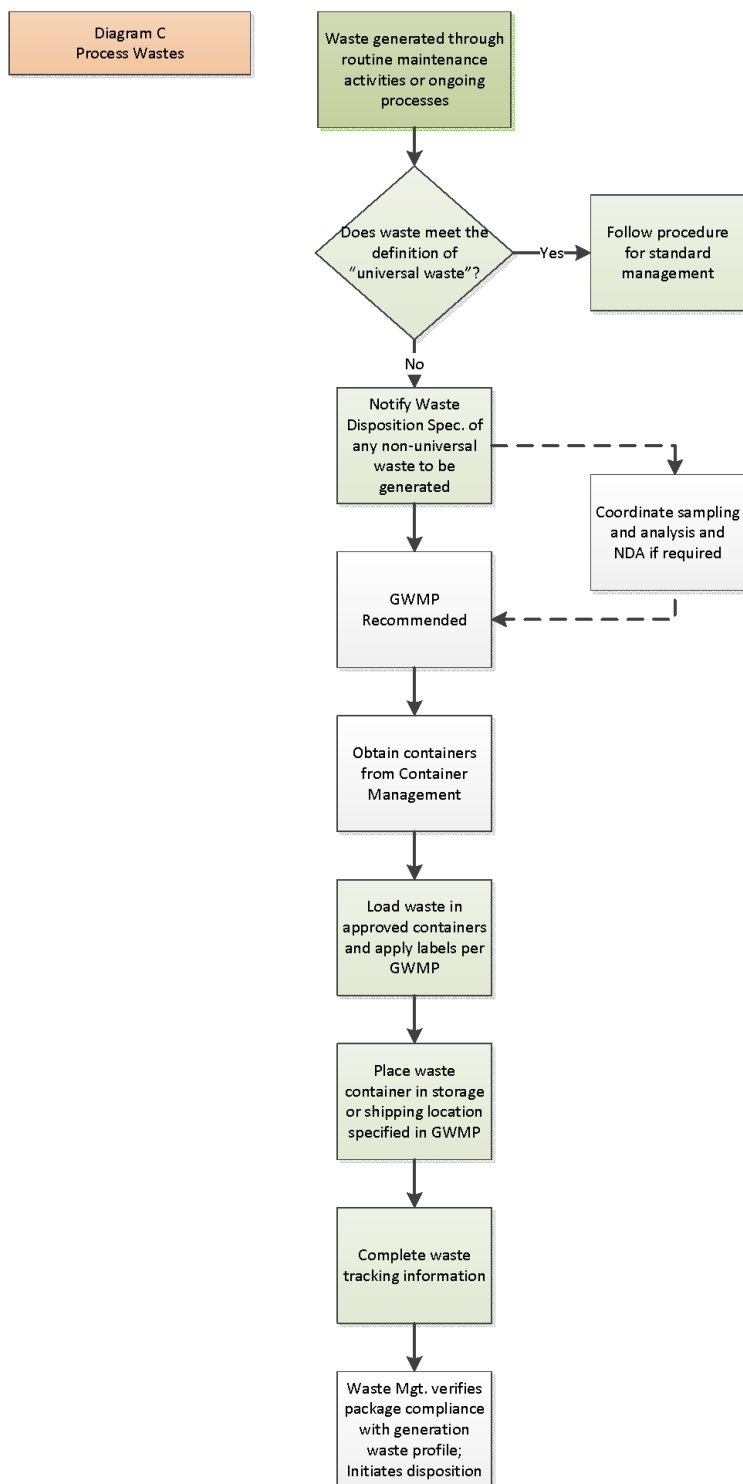 Diagram C
Process Wastes
Waste generated through
routine maintenance
activities or ongoing
processes
Does waste meet the
definition of
“universal waste”?
Yes
Follow procedure
for standard
management
No
Notify Waste
Disposition Spec. of
any non-universal
waste to be
generated
Coordinate sampling
and analysis and
NDA if required
GWMP
Recommended
Obtain containers
from Container
Management
Load waste in
approved containers
and apply labels per
GWMP
Place waste
container in storage
or shipping location
specified in GWMP
Complete waste
tracking information
Waste Mgt. verifies
package compliance
with generation
waste profile;
Initiates disposition